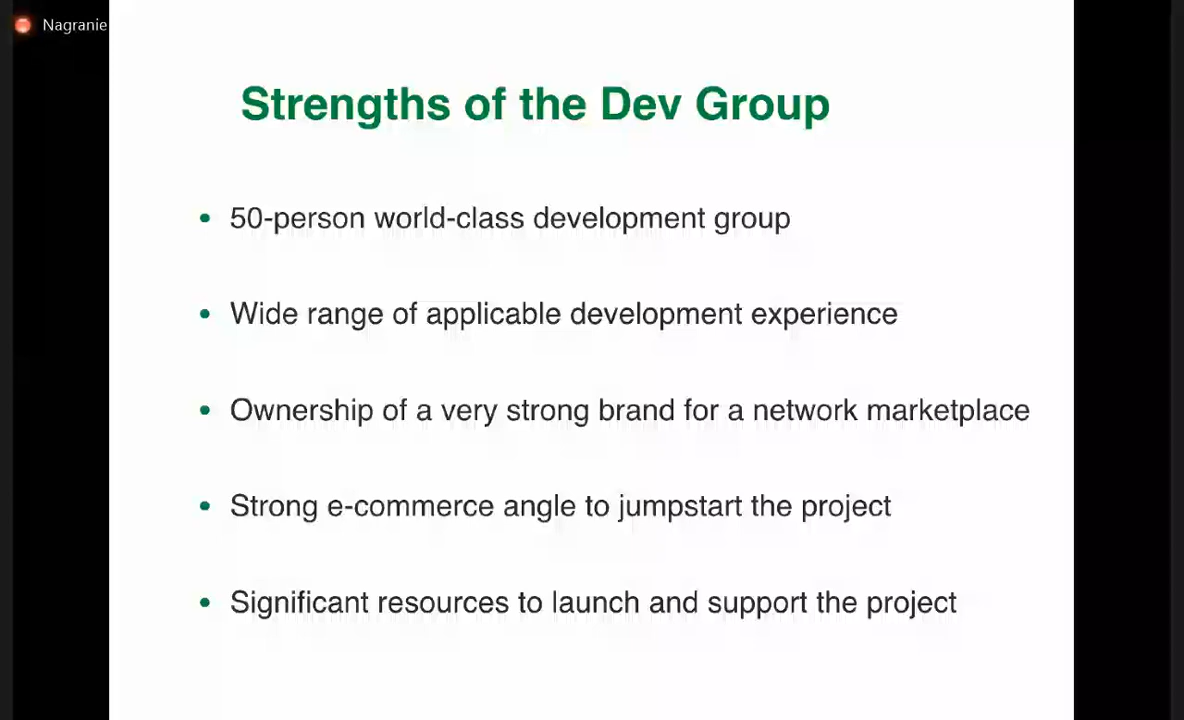 Nagranie
Strengths of the Dev Group
• 50-person world-class development group
• Wide range of applicable development experience
• Ownership of a very strong brand for a network marketplace
• Strong e-commerce angle to jumpstart the project
• Significant resources to launch and support the project